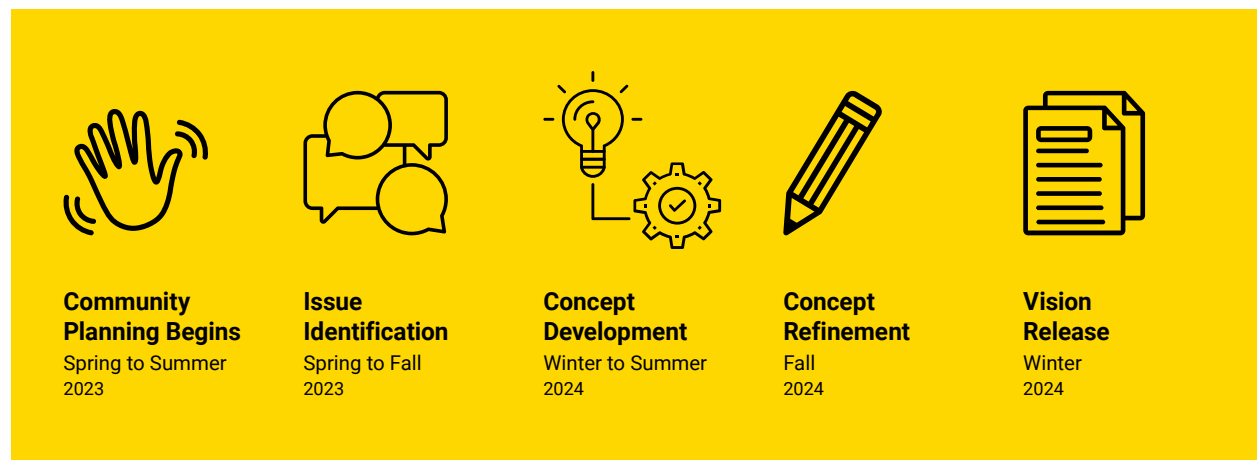 Community
Planning Begins
Spring to Summer
2023
Issue
Identification
Spring to Fall
2023
Concept
Development
Winter to Summer
2024
Concept
Refinement
Fall
2024
Vision
Release
Winter
2024